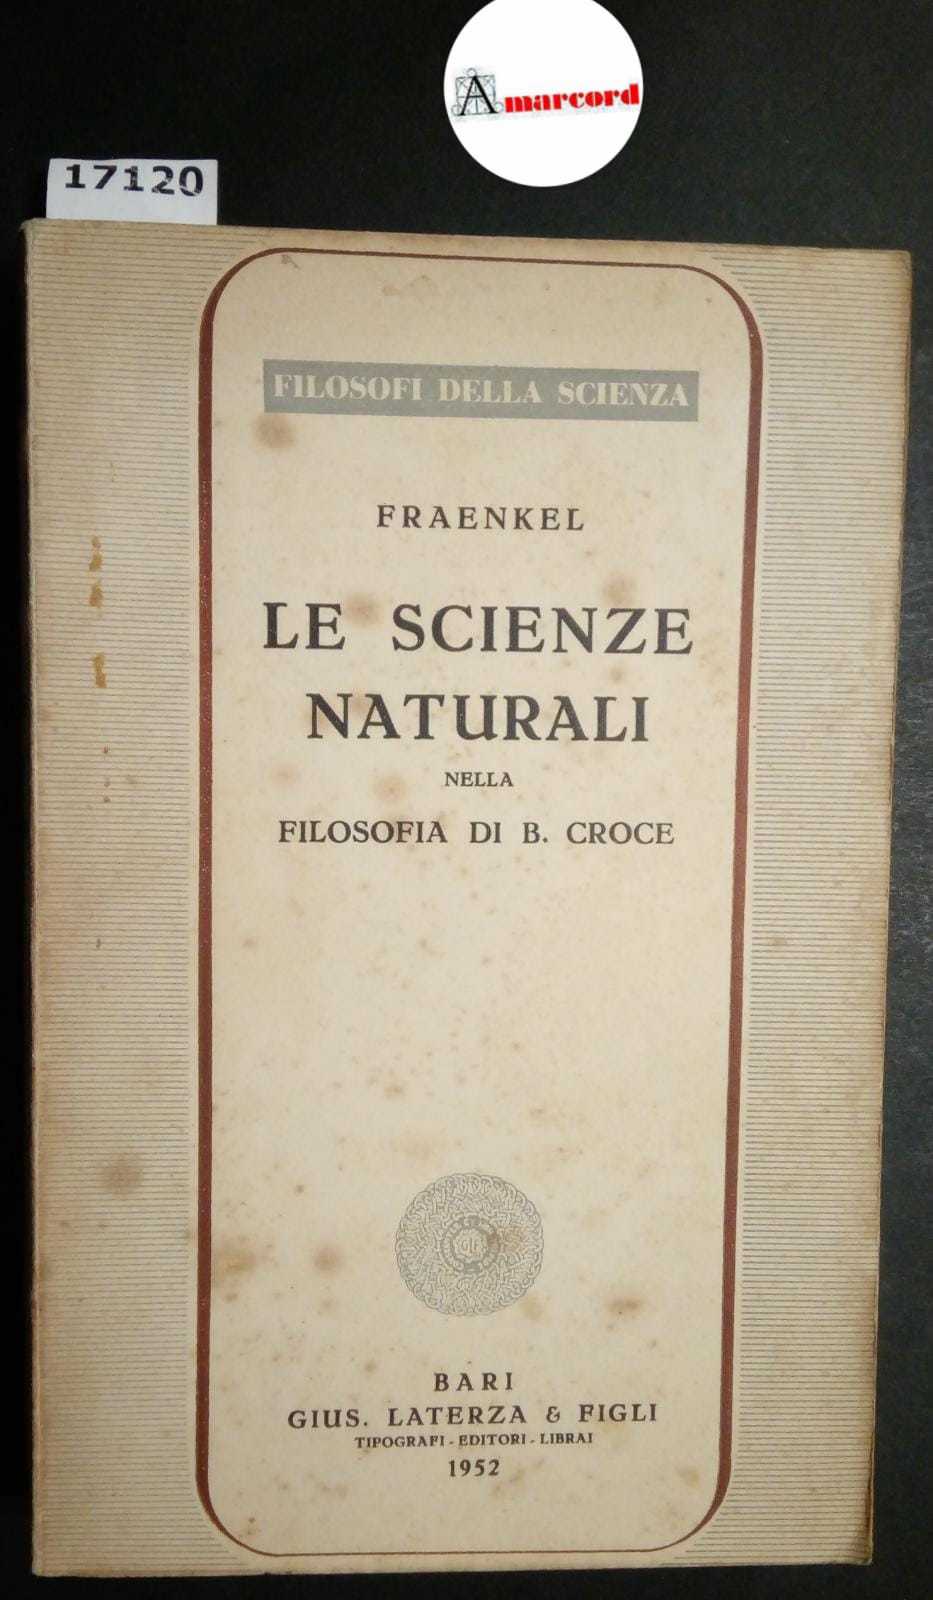 Amarcord
17120
FILOSOFI DELLA SCIENZA
FRAENKEL
LE SCIENZE
NATURALI
NELLA
FILOSOFIA DI B. CROCE
BARI
GIUS. LATERZA & FIGLI
TIPOGRAFI - EDITORI - LIBRAI
1952